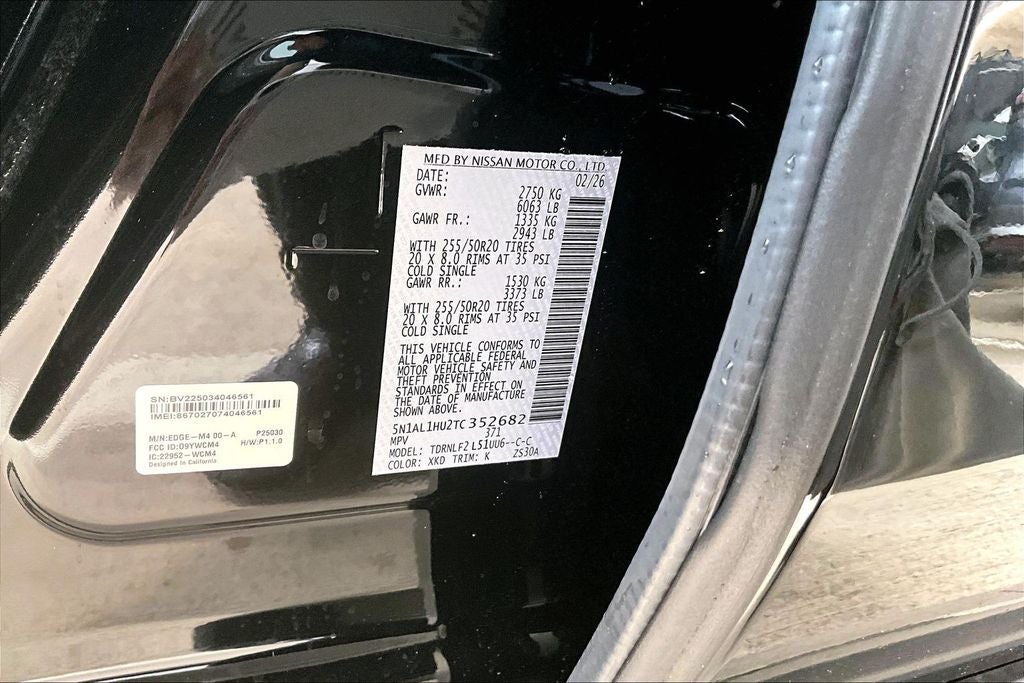 MFD BY NISSAN MOTOR CO., LTD.
DATE: 02/26
GVWR: 2750 KG
6063 LB
GAWR FR.: 1335 KG
2943 LB
WITH 255/50R20 TIRES
20 X 8.0 RIMS AT 35 PSI
COLD SINGLE
GAWR RR.: 1530 KG
3373 LB
WITH 255/50R20 TIRES
20 X 8.0 RIMS AT 35 PSI
COLD SINGLE
THIS VEHICLE CONFORMS TO
ALL APPLICABLE FEDERAL
MOTOR VEHICLE SAFETY AND
THEFT PREVENTION
STANDARDS IN EFFECT ON
THE DATE OF MANUFACTURE
SHOWN ABOVE.
5N1AL1HU2TC352682
MPV 371
MODEL: TDRNLF2 LS1UU6--C-C
COLOR: XKD TRIM: K ZS30A
SN:BV225034046561
IMEI:867027074046561
M/N:EDGE-M4 00-A P25030
FCC ID:O9YWCM4 H/W:P1.1.0
IC:22952-WCM4
Designed in California